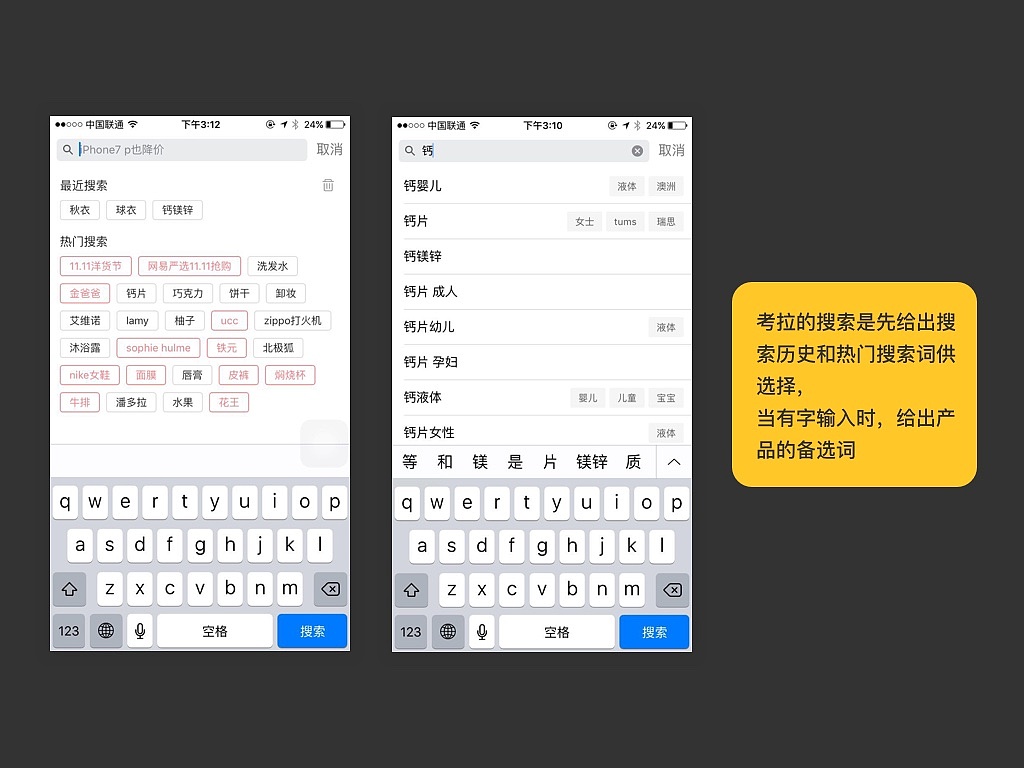 中国联通 下午3:12 24%
iPhone7 p也降价 取消
最近搜索
秋衣 球衣 钙镁锌
热门搜索
11.11洋货节 网易严选11.11抢购 洗发水
金爸爸 钙片 巧克力 饼干 卸妆
艾维诺 lamy 柚子 ucc zippo打火机
沐浴露 sophie hulme 铁元 北极狐
nike女鞋 面膜 唇膏 皮裤 焖烧杯
牛排 潘多拉 水果 花王
q w e r t y u i o p
a s d f g h j k l
z x c v b n m
123 空格 搜索
中国联通 下午3:10 24%
钙 取消
钙婴儿 液体 澳洲
钙片 女士 tums 瑞思
钙镁锌
钙片 成人
钙片幼儿 液体
钙片 孕妇
钙液体 婴儿 儿童 宝宝
钙片女性 液体
等 和 镁 是 片 镁锌 质
q w e r t y u i o p
a s d f g h j k l
z x c v b n m
123 空格 搜索
考拉的搜索是先给出搜
索历史和热门搜索词供
选择，
当有字输入时，给出产
品的备选词